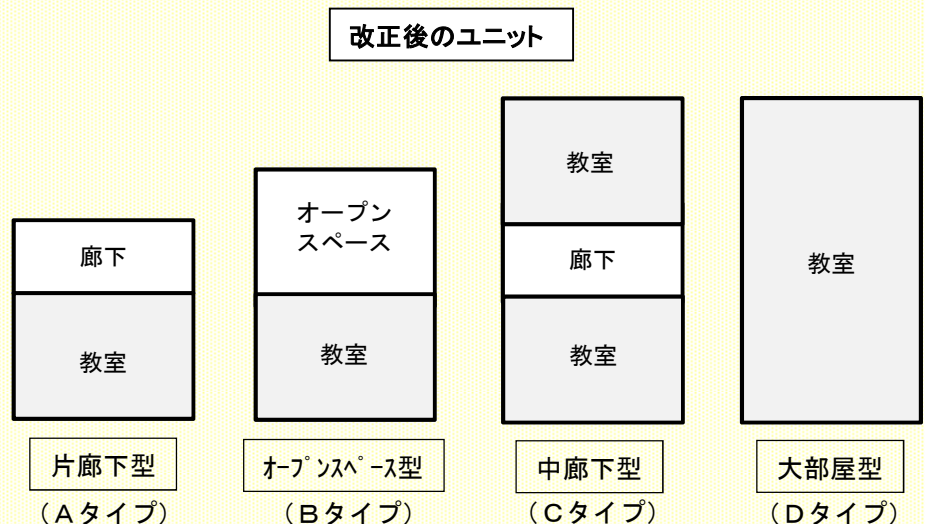 改正後のユニット
廊下
教室
片廊下型
（Aタイプ）
オープン
スペース
教室
ｵｰﾌﾟﾝｽﾍﾟｰｽ型
（Bタイプ）
教室
廊下
教室
中廊下型
（Cタイプ）
教室
大部屋型
（Dタイプ）